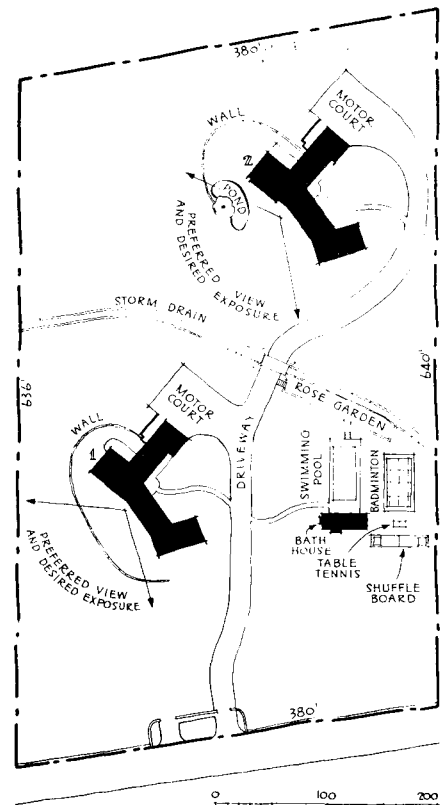 380'
MOTOR
COURT
WALL
2
POND
PREFERRED VIEW
AND DESIRED EXPOSURE
STORM DRAIN
640'
636'
MOTOR
COURT
ROSE GARDEN
WALL
1
DRIVEWAY
SWIMMING
POOL
BADMINTON
PREFERRED VIEW
AND DESIRED EXPOSURE
BATH
HOUSE
TABLE
TENNIS
SHUFFLE
BOARD
380'
0 100 200